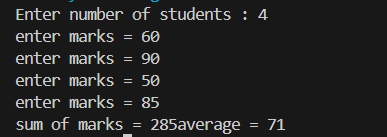 Enter number of students : 4
enter marks = 60
enter marks = 90
enter marks = 50
enter marks = 85
sum of marks = 285average = 71